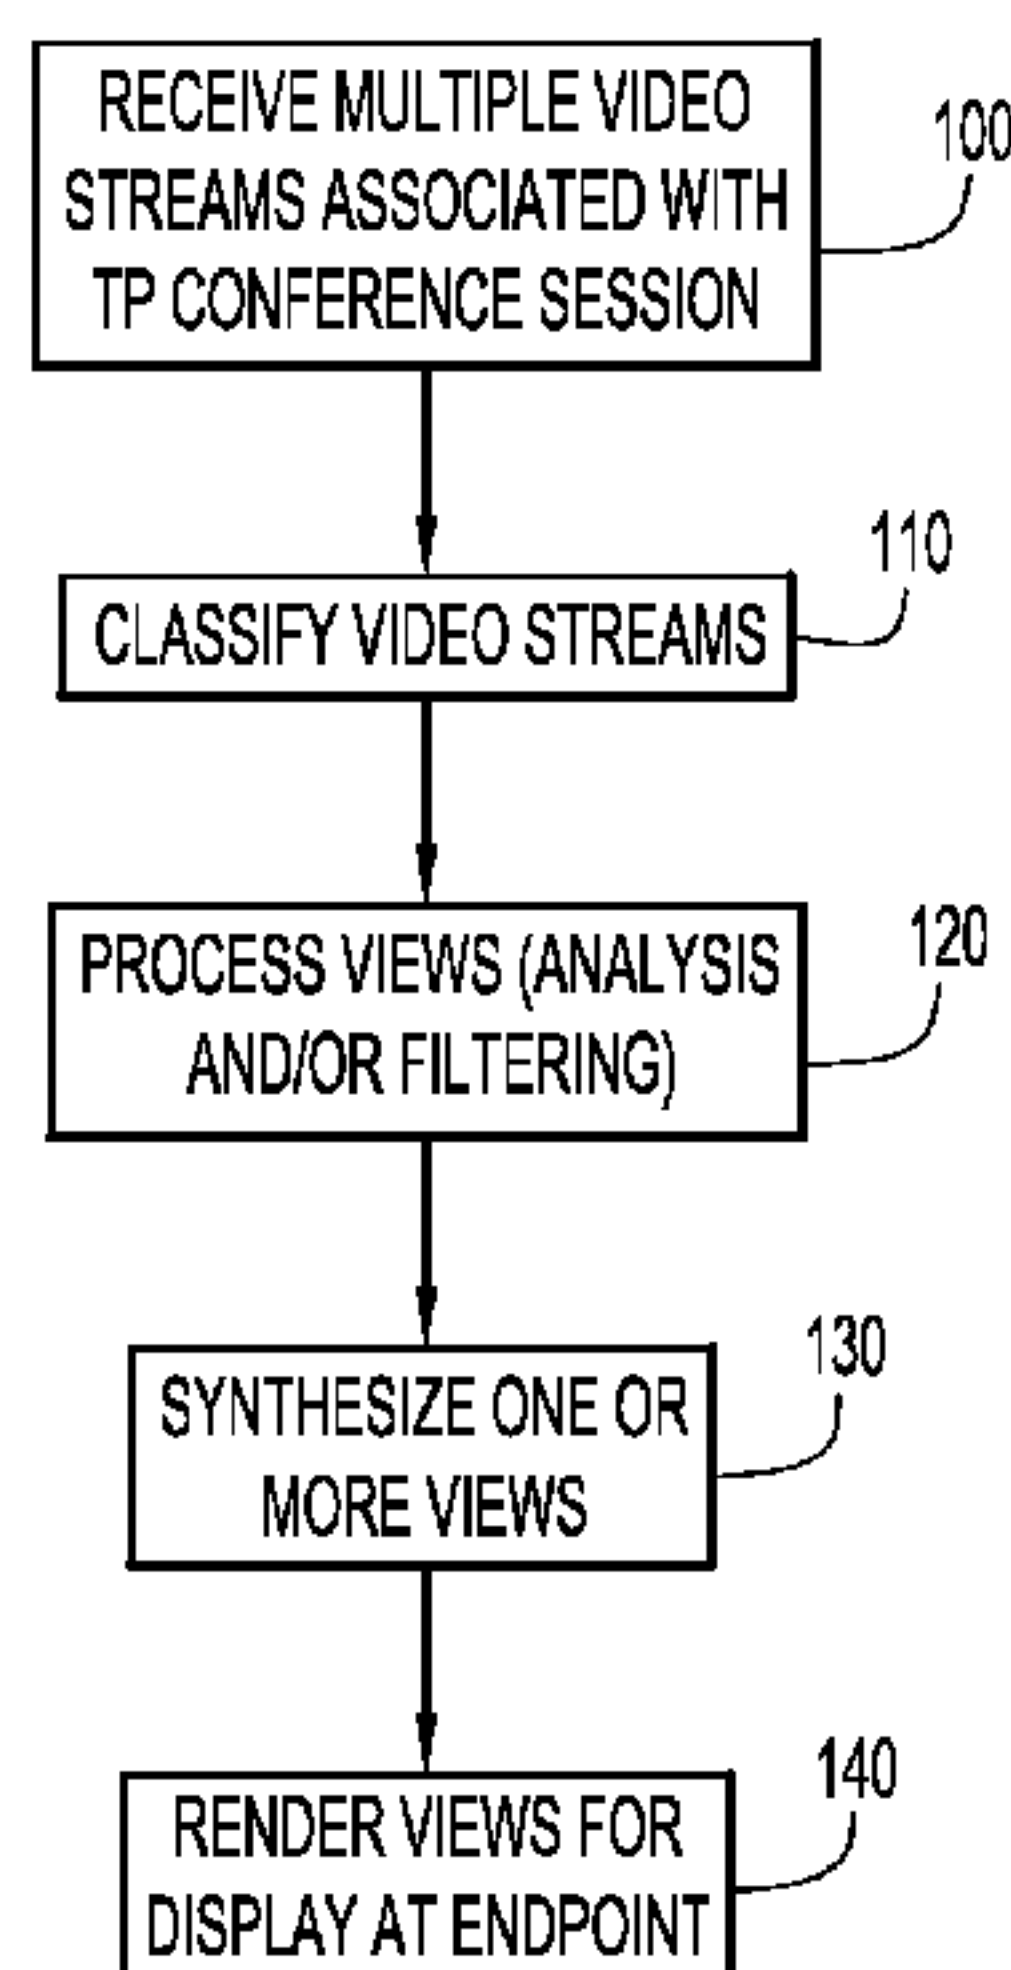 RECEIVE MULTIPLE VIDEO
STREAMS ASSOCIATED WITH
TP CONFERENCE SESSION
100
CLASSIFY VIDEO STREAMS
110
PROCESS VIEWS (ANALYSIS
AND/OR FILTERING)
120
SYNTHESIZE ONE OR
MORE VIEWS
130
RENDER VIEWS FOR
DISPLAY AT ENDPOINT
140